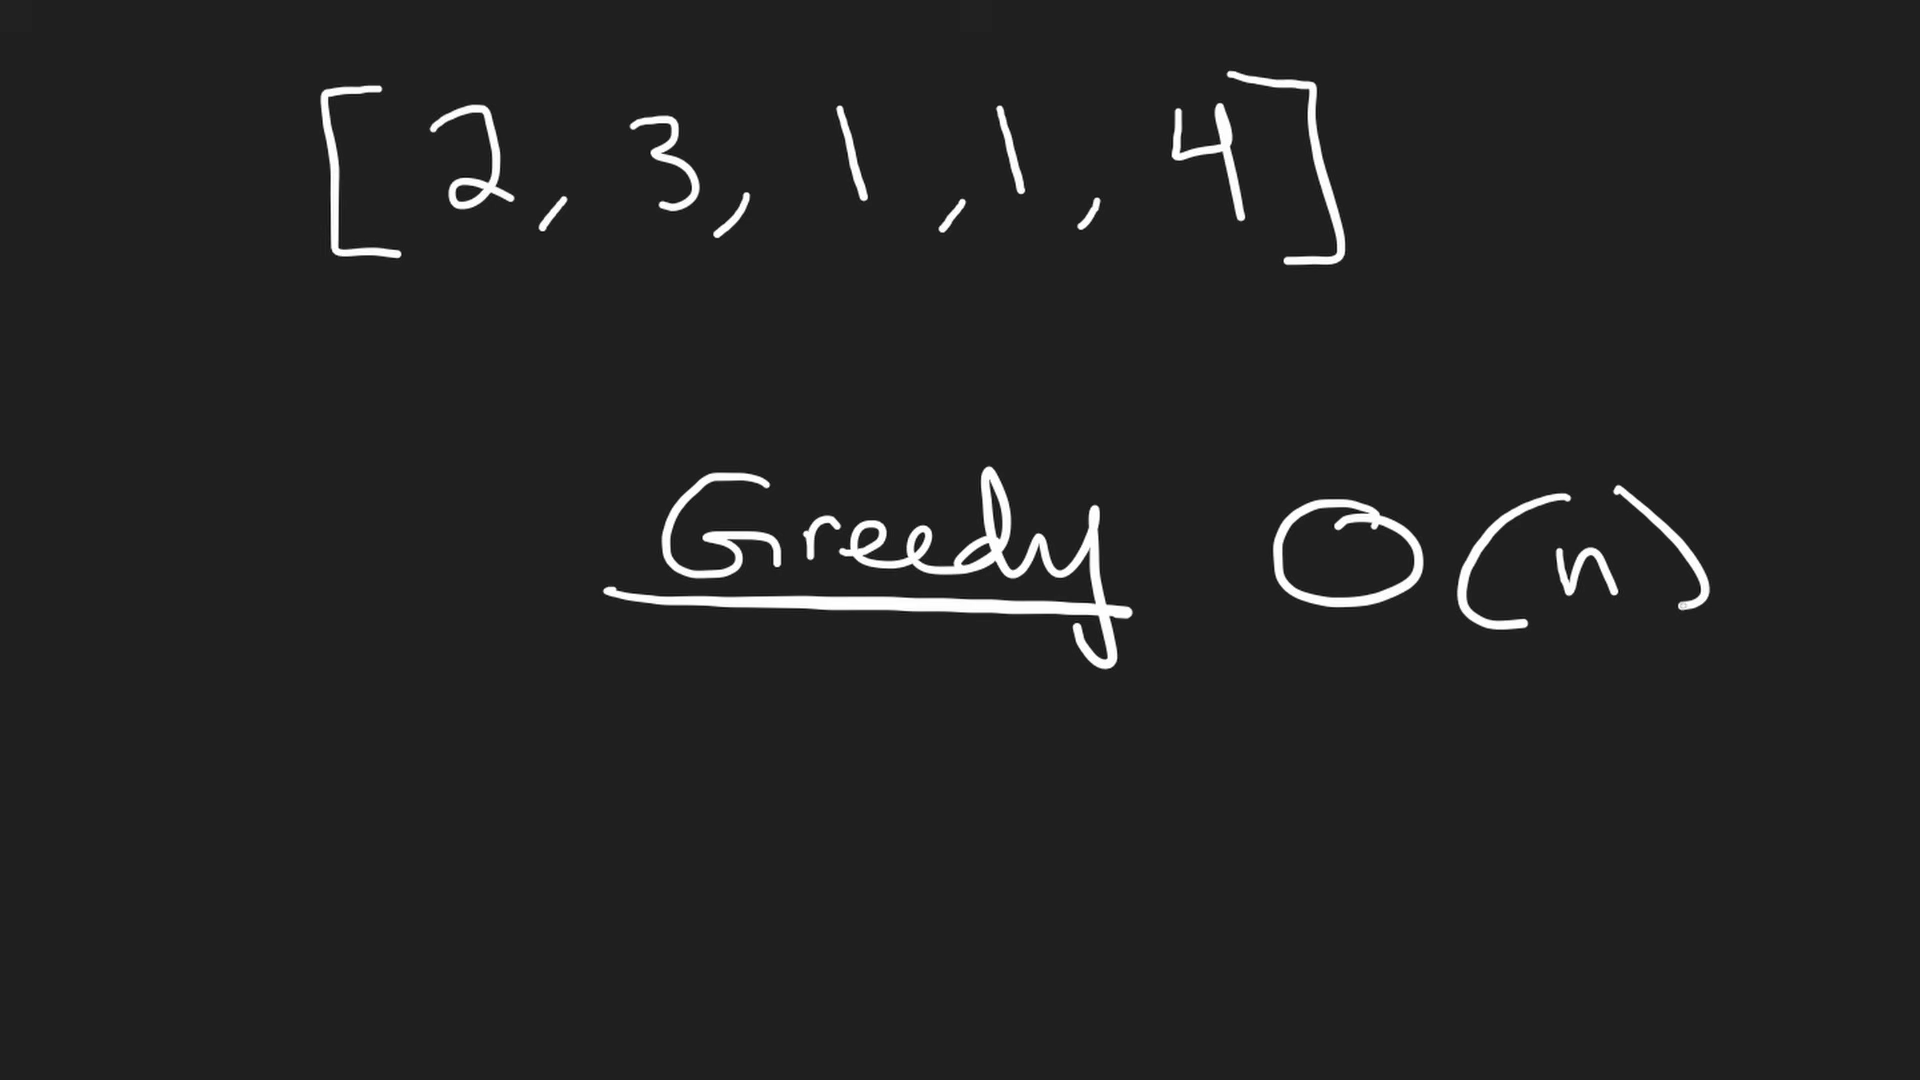 [2, 3, 1, 1, 4]
Greedy O(n)